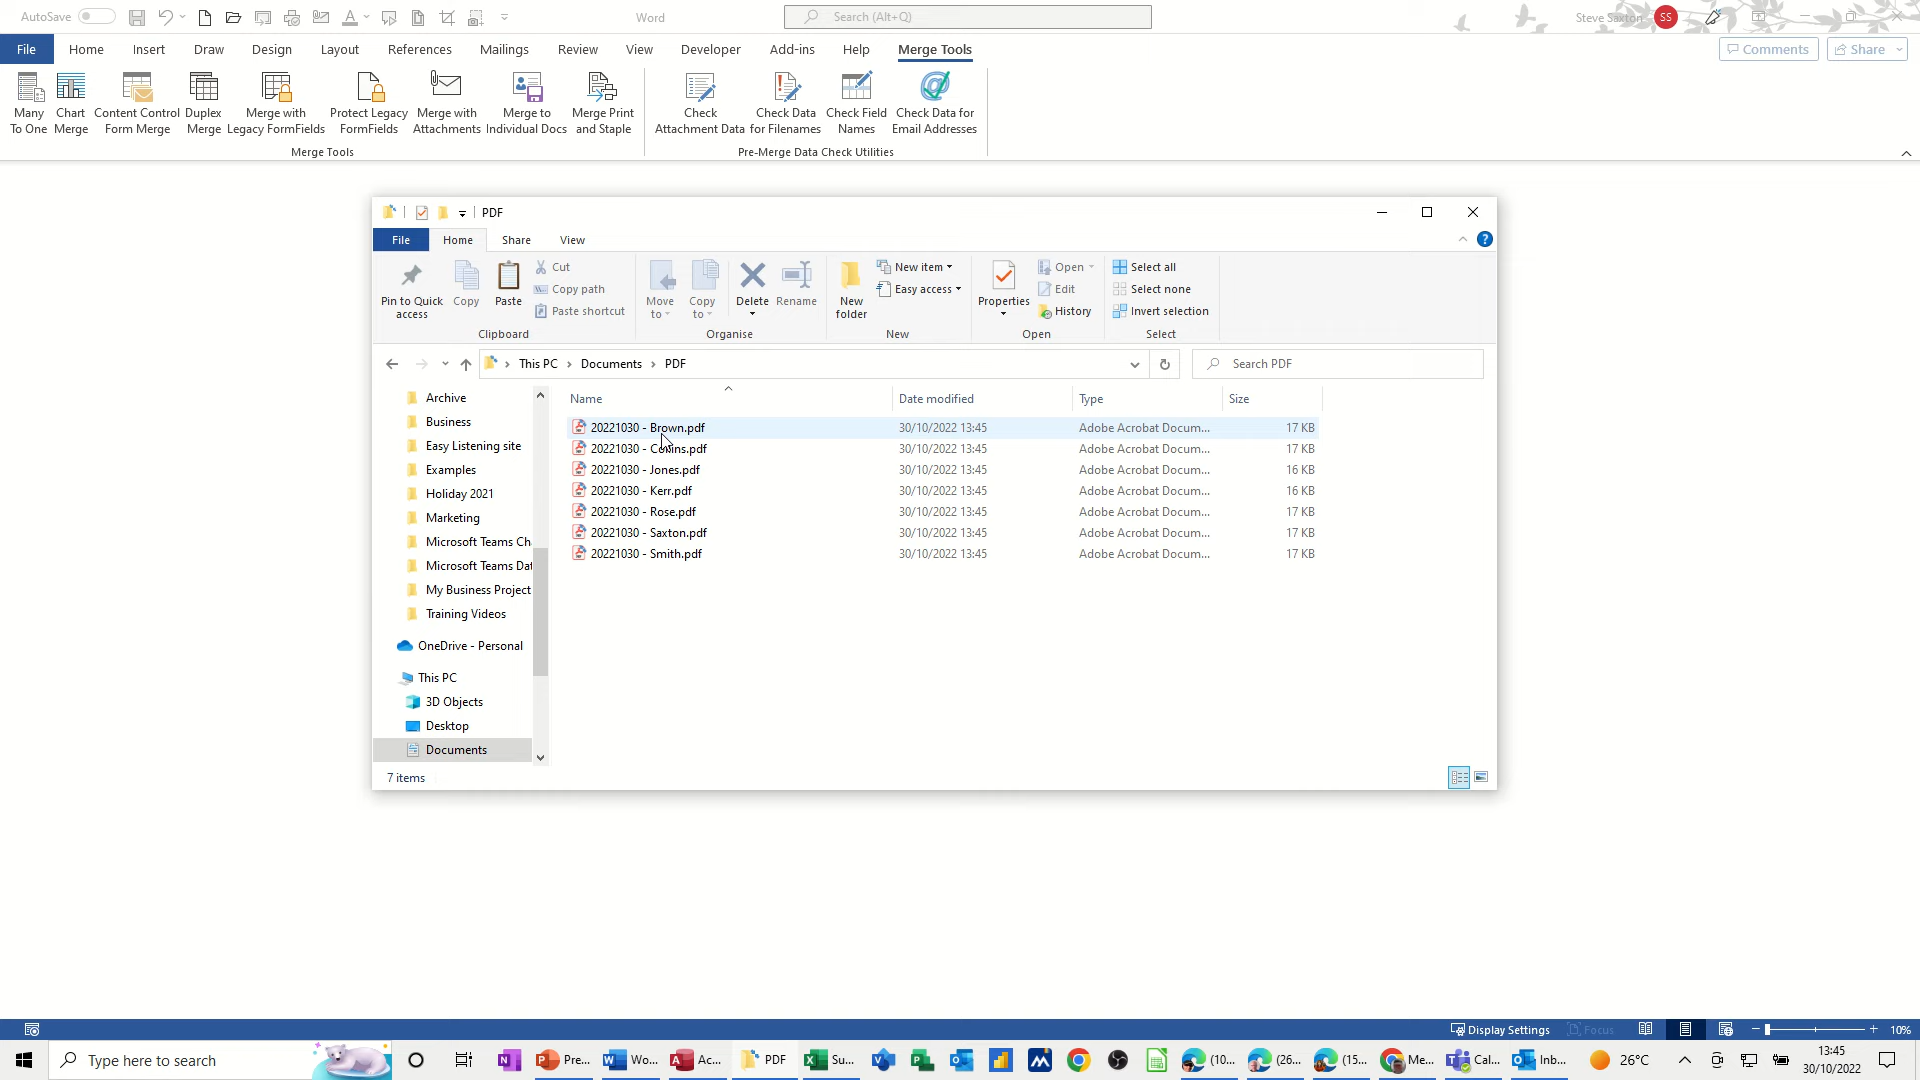 AutoSave Word Search (Alt+Q) Steve Saxton SS
File Home Insert Draw Design Layout References Mailings Review View Developer Add-ins Help Merge Tools Comments Share
Many To One
Chart Merge
Content Control Form Merge
Duplex Merge
Merge with Legacy FormFields
Protect Legacy FormFields
Merge with Attachments
Merge to Individual Docs
Merge Print and Staple
Check Attachment Data
Check Data for Filenames
Check Field Names
Check Data for Email Addresses
Merge Tools Pre-Merge Data Check Utilities
PDF
File Home Share View
Pin to Quick access
Copy
Paste
Cut
Copy path
Paste shortcut
Move to
Copy to
Delete
Rename
New folder
New item
Easy access
Properties
Open
Edit
History
Select all
Select none
Invert selection
Clipboard Organise New Open Select
This PC > Documents > PDF Search PDF
Name Date modified Type Size
20221030 - Brown.pdf 30/10/2022 13:45 Adobe Acrobat Docum... 17 KB
20221030 - Collins.pdf 30/10/2022 13:45 Adobe Acrobat Docum... 17 KB
20221030 - Jones.pdf 30/10/2022 13:45 Adobe Acrobat Docum... 16 KB
20221030 - Kerr.pdf 30/10/2022 13:45 Adobe Acrobat Docum... 16 KB
20221030 - Rose.pdf 30/10/2022 13:45 Adobe Acrobat Docum... 17 KB
20221030 - Saxton.pdf 30/10/2022 13:45 Adobe Acrobat Docum... 17 KB
20221030 - Smith.pdf 30/10/2022 13:45 Adobe Acrobat Docum... 17 KB
Archive
Business
Easy Listening site
Examples
Holiday 2021
Marketing
Microsoft Teams Ch
Microsoft Teams Dat
My Business Project
Training Videos
OneDrive - Personal
This PC
3D Objects
Desktop
Documents
7 items
Display Settings Focus 10%
Type here to search Pre... Wo... Ac... PDF Su... (10... (26... (15... Me... Cal... Inb... 26°C 13:45
30/10/2022